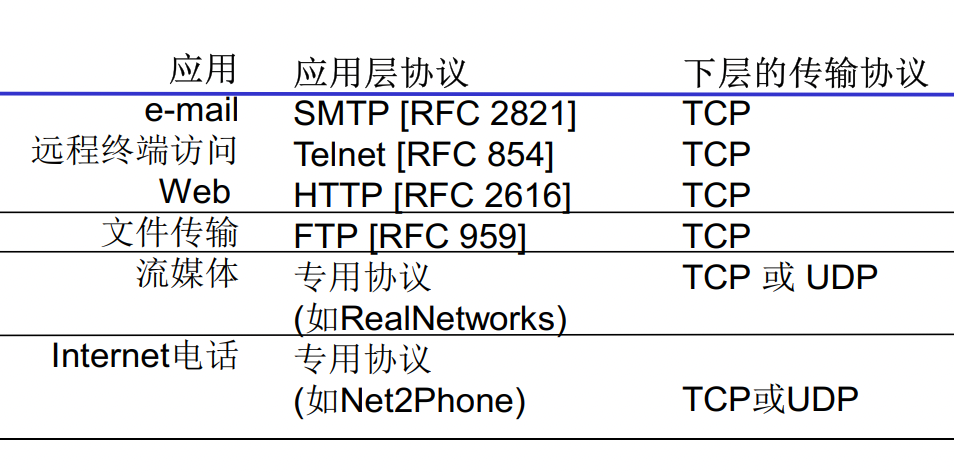 应用 应用层协议 下层的传输协议
e-mail SMTP [RFC 2821] TCP
远程终端访问 Telnet [RFC 854] TCP
Web HTTP [RFC 2616] TCP
文件传输 FTP [RFC 959] TCP
流媒体 专用协议 TCP 或 UDP
(如RealNetworks)
Internet电话 专用协议
(如Net2Phone) TCP或UDP